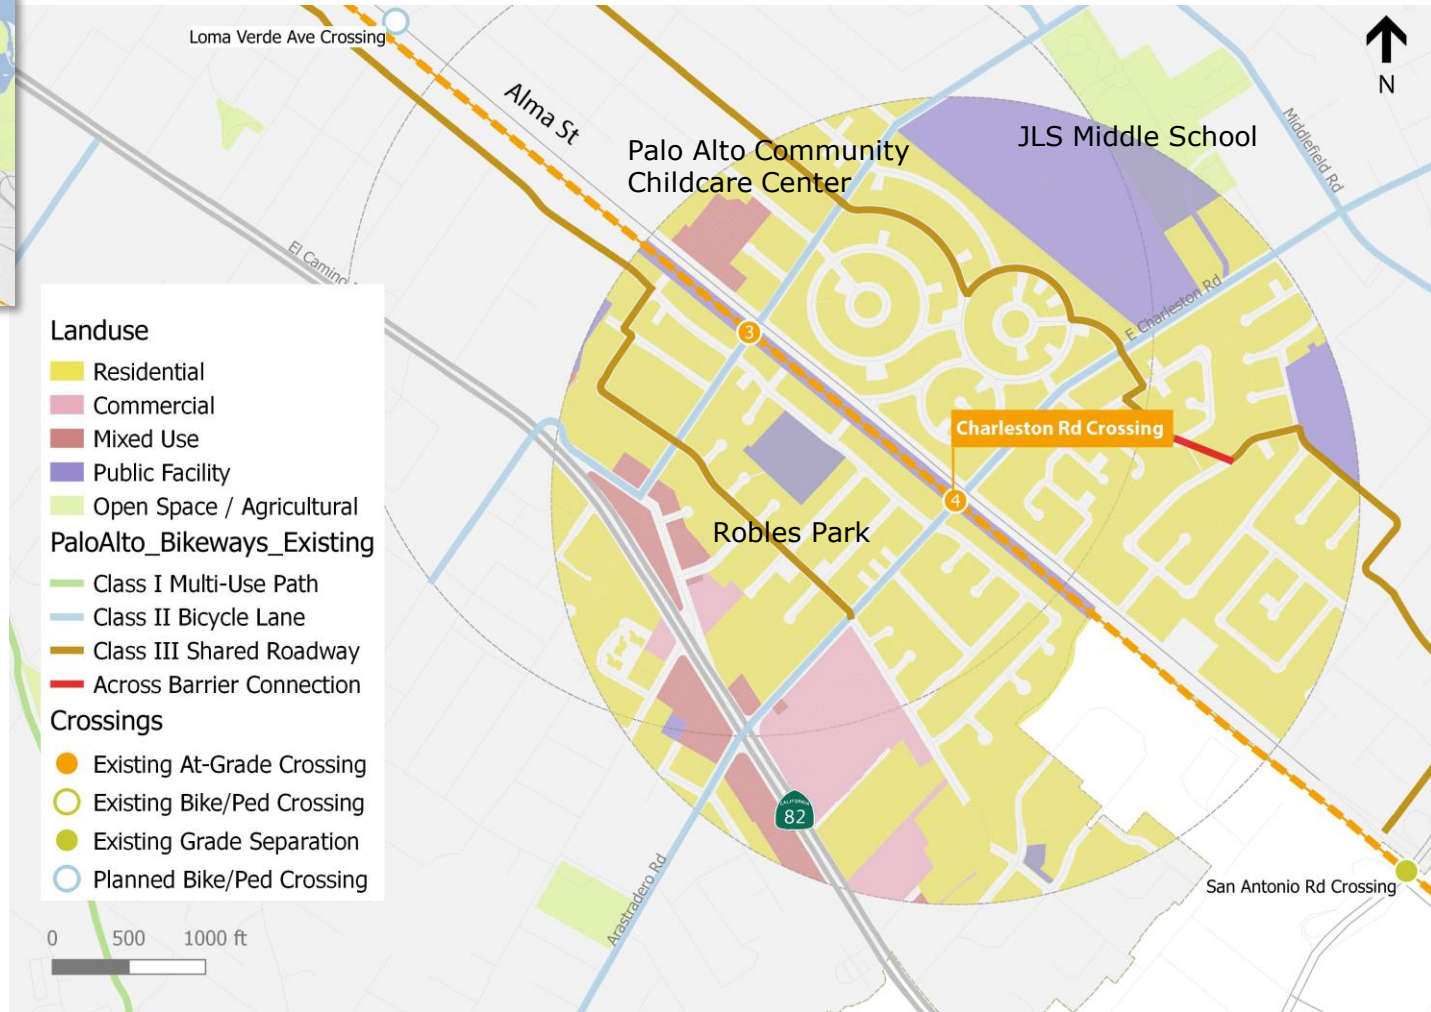 Loma Verde Ave Crossing
Alma St
N
Palo Alto Community
Childcare Center
JLS Middle School
Middlefield Rd
El Camino
E Charleston Rd
3
Charleston Rd Crossing
4
Robles Park
Landuse
Residential
Commercial
Mixed Use
Public Facility
Open Space / Agricultural
PaloAlto_Bikeways_Existing
Class I Multi-Use Path
Class II Bicycle Lane
Class III Shared Roadway
Across Barrier Connection
Crossings
Existing At-Grade Crossing
Existing Bike/Ped Crossing
Existing Grade Separation
Planned Bike/Ped Crossing
CALIFORNIA
82
Arastradero Rd
San Antonio Rd Crossing
0 500 1000 ft